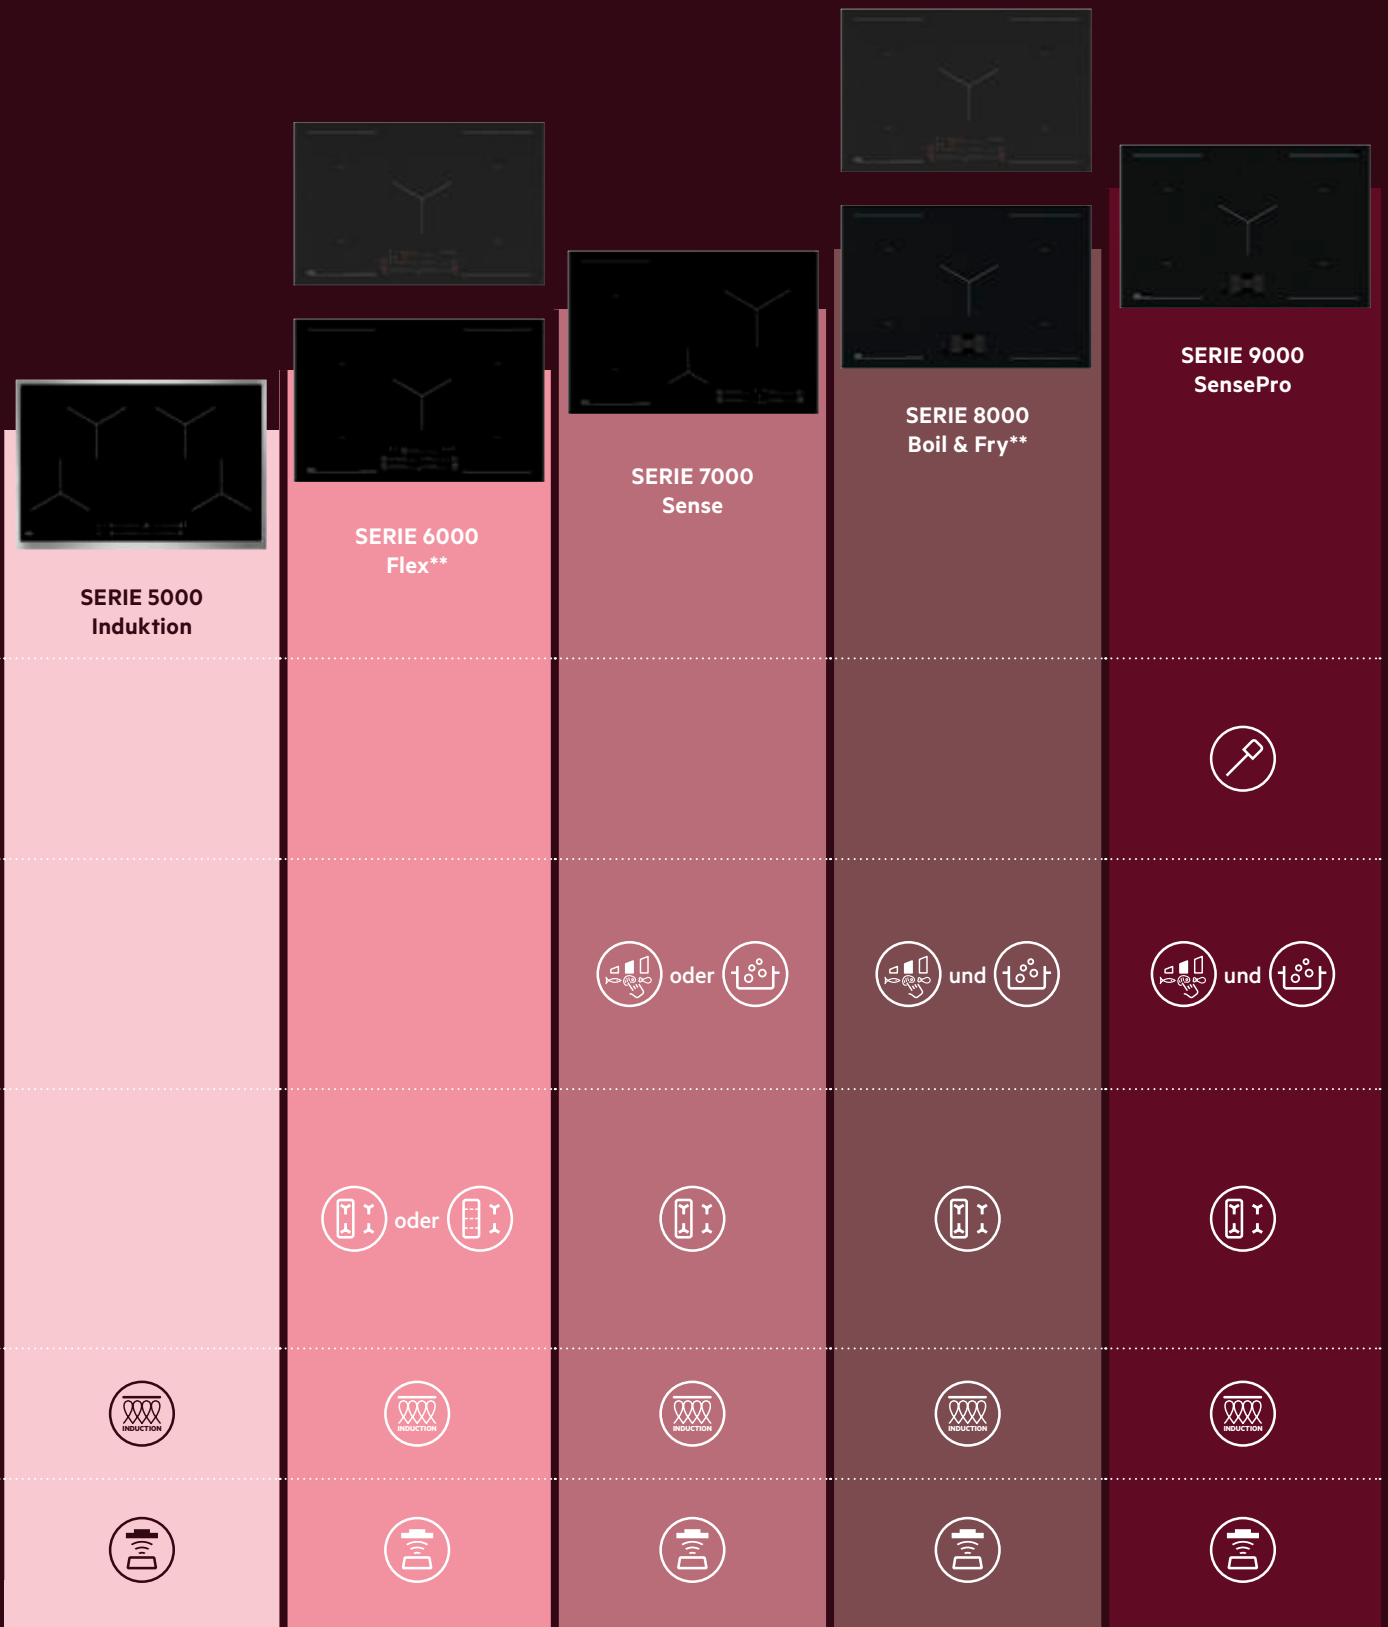 SERIE 9000
SensePro
SERIE 8000
Boil & Fry**
SERIE 7000
Sense
SERIE 6000
Flex**
SERIE 5000
Induktion
oder
und
und
oder
INDUCTION
INDUCTION
INDUCTION
INDUCTION
INDUCTION